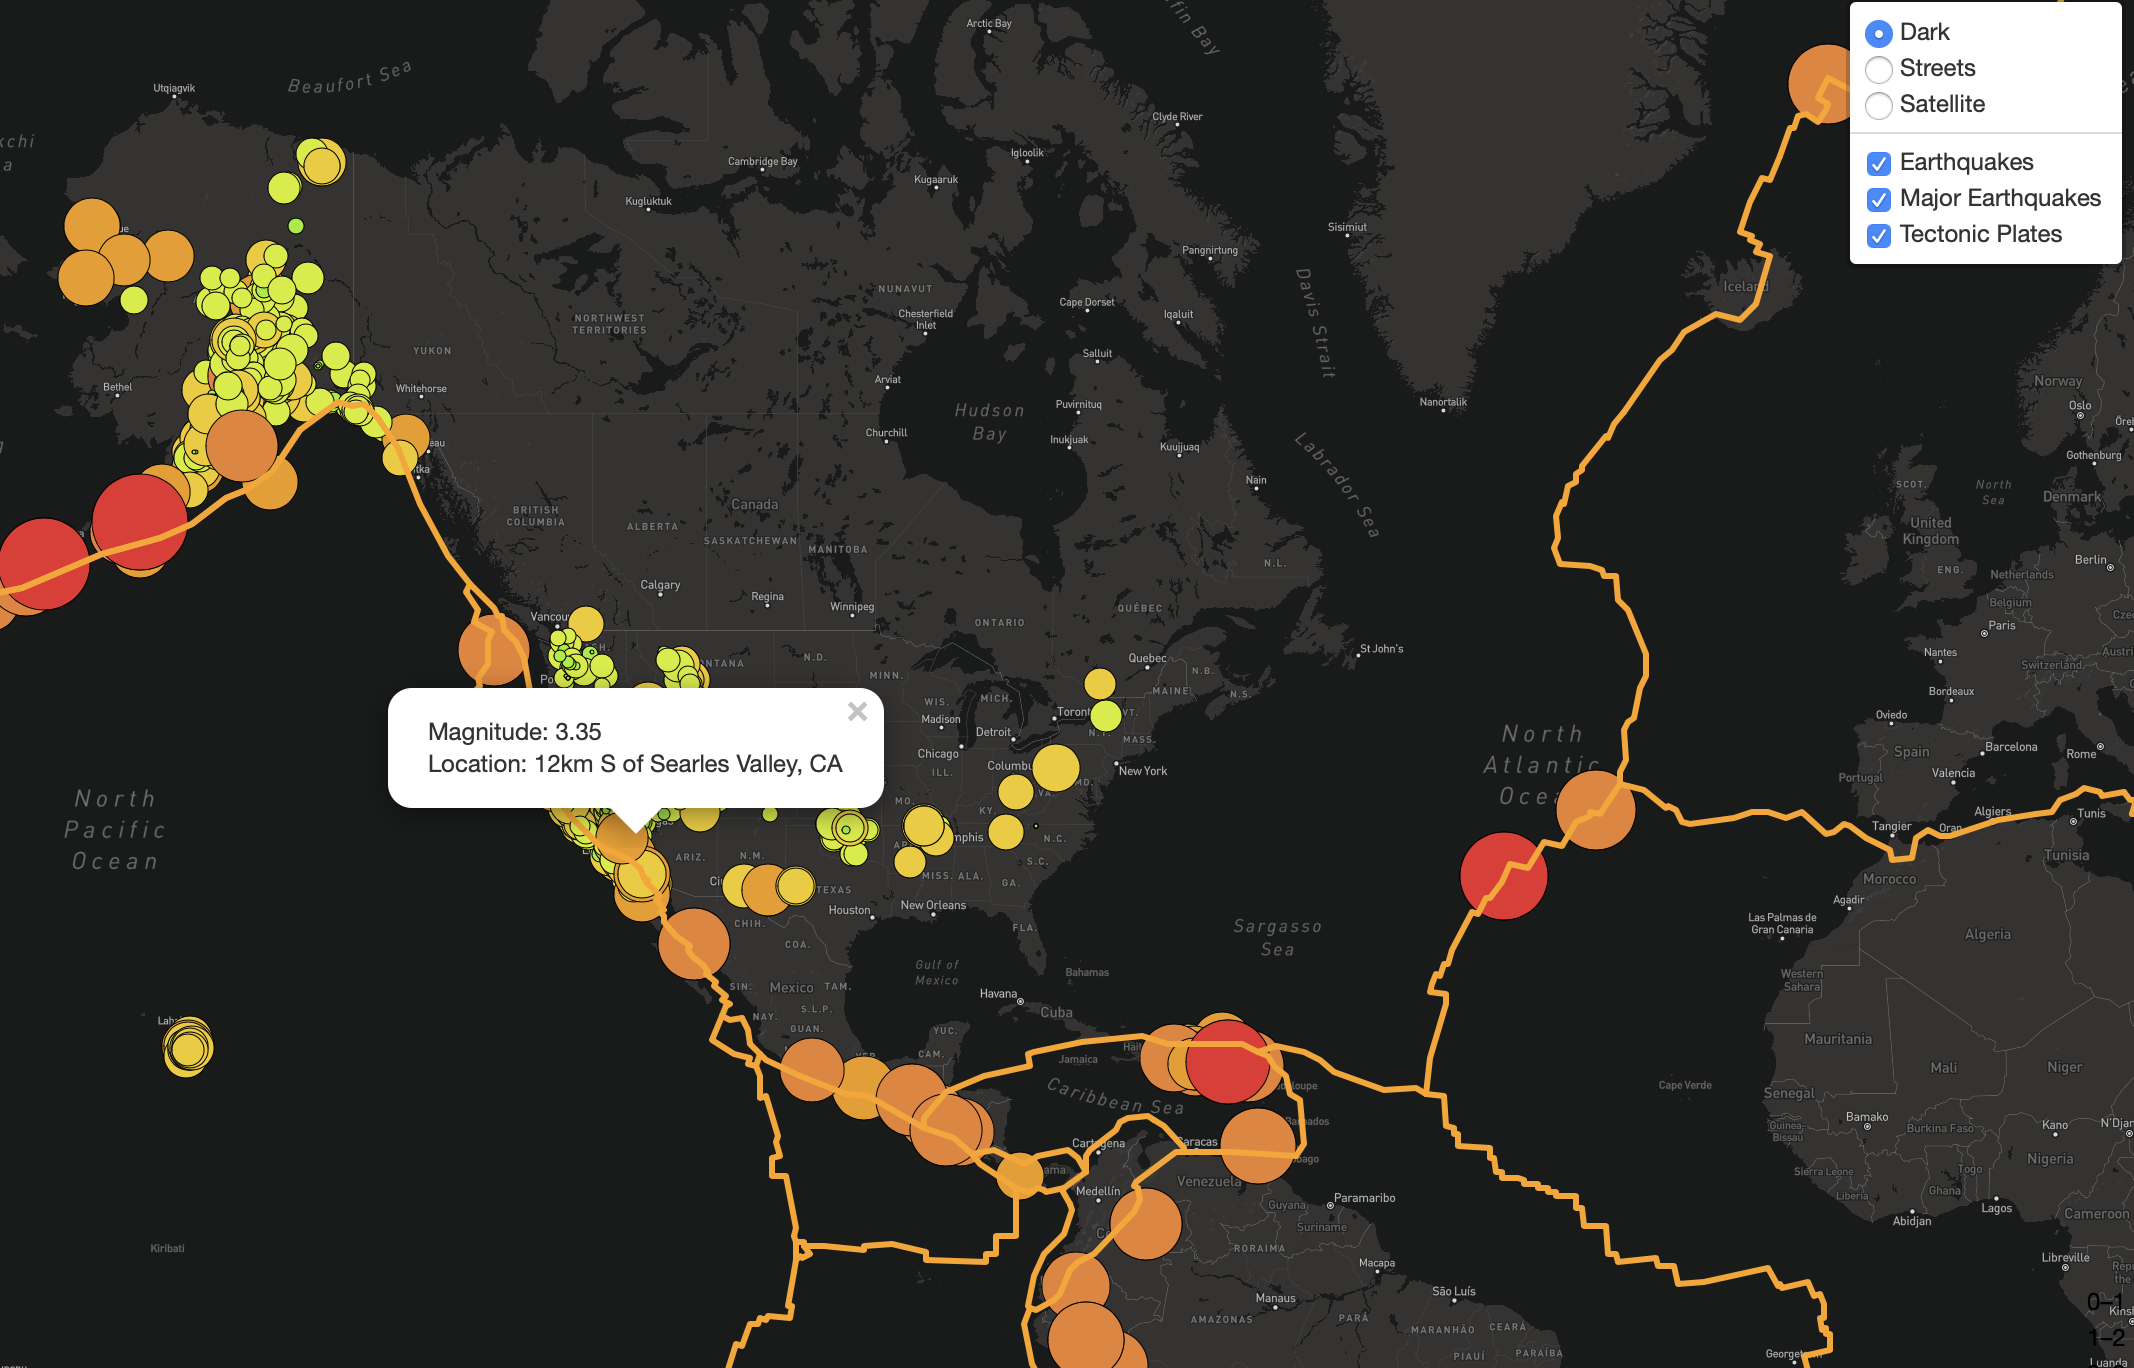 Arctic Bay
Dark
Streets
Satellite
Earthquakes
Major Earthquakes
Tectonic Plates
Beaufort Sea
Utqiagvik
Clyde River
Igloolik
Cambridge Bay
Kugaaruk
Kugluktuk
Sisimiut
Pangnirtung
NUNAVUT
Iceland
Davis Strait
Cape Dorset
Iqaluit
Chesterfield
Inlet
NORTHWEST
TERRITORIES
YUKON
Salluit
Arviat
Whitehorse
Bethel
Norway
Oslo
Nanortalik
Puvirnituq
Hudson
Bay
Churchill
Inukjuak
Kuujjuaq
Labrador Sea
Gothenburg
Nain
North
Sea
SCOT.
Denmark
Canada
BRITISH
COLUMBIA
ALBERTA
SASKATCHEWAN
MANITOBA
United
Kingdom
N.L.
ENG.
Berlin
Netherlands
Calgary
Regina
Winnipeg
QUÉBEC
ONTARIO
Belgium
Paris
St John's
Quebec
N.D.
MINN.
N.B.
MAINE
N.S.
Nantes
Switzerland
Bordeaux
WIS.
MICH.
Madison
Detroit
Chicago
MASS.
Oviedo
North
Atlantic
Spain
Barcelona
Rome
Portugal
Valencia
New York
ILL.
Magnitude: 3.35
Location: 12km S of Searles Valley, CA
North
Pacific
Ocean
MO.
KY.
N.C.
S.C.
Tangier
Oran
Algiers
Tunis
Tunisia
ARIZ.
N.M.
TEXAS
MISS.
ALA.
GA.
Morocco
Agadir
Houston
New Orleans
FLA.
CHIH.
COA.
Sargasso
Sea
Las Palmas de
Gran Canaria
Algeria
Gulf of
Mexico
Bahamas
Western
Sahara
SIN.
Mexico
TAM.
Havana
Cuba
S.L.P.
NAY.
GUAN.
YUC.
CAM.
Jamaica
Mauritania
Mali
Niger
Caribbean Sea
Cape Verde
Senegal
Bamako
Burkina Faso
Kano
Guinea-
Bissau
Nigeria
Sierra Leone
Togo
Ghana
Liberia
Lagos
Abidjan
Cameroon
Medellín
Venezuela
Paramaribo
Guyana
Suriname
RORAIMA
Kiribati
Libreville
Macapa
São Luís
Manaus
AMAZONAS
PARÁ
MARANHÃO
CEARÁ
PIAUÍ
PARAÍBA
0–1
1–2
Luanda